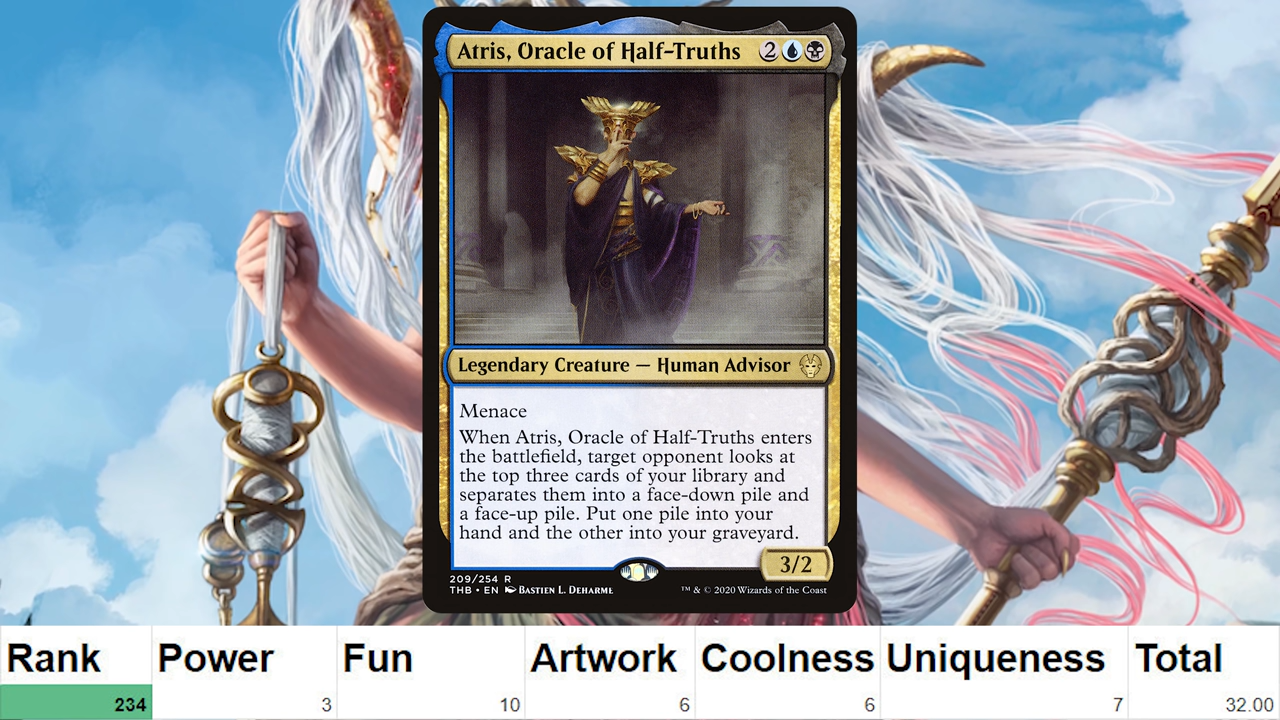 Atris, Oracle of Half-Truths 2
Legendary Creature — Human Advisor
Menace
When Atris, Oracle of Half-Truths enters
the battlefield, target opponent looks at
the top three cards of your library and
separates them into a face-down pile and
a face-up pile. Put one pile into your
hand and the other into your graveyard.
3/2
209/254 R
THB • EN Bastien L. Deharme
™ & © 2020 Wizards of the Coast
Rank Power Fun Artwork Coolness Uniqueness Total
234 3 10 6 6 7 32.00